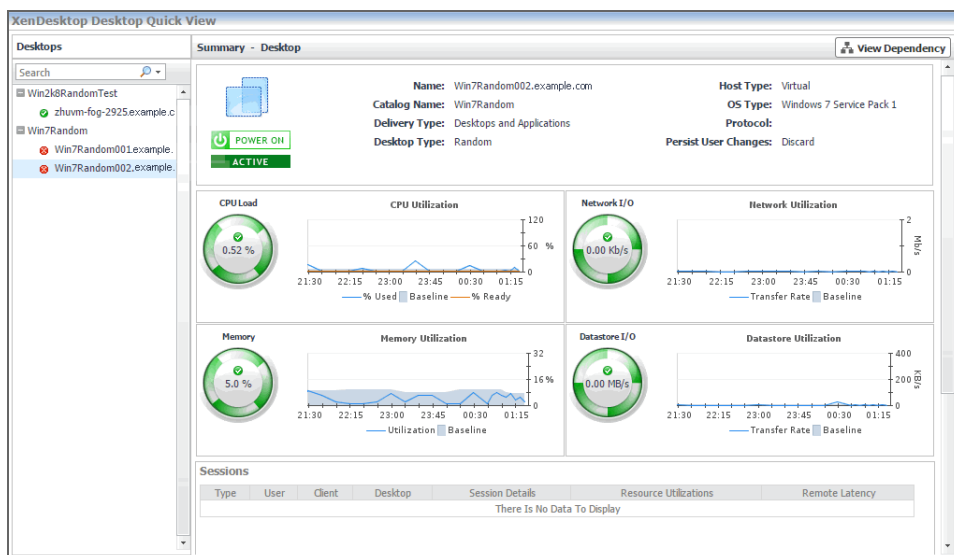 XenDesktop Desktop Quick View
Desktops
Search
Win2k8RandomTest
zhuvm-fog-2925.example.c
Win7Random
Win7Random001.example.
Win7Random002.example.
Summary - Desktop
View Dependency
POWER ON
ACTIVE
Name: Win7Random002.example.com
Catalog Name: Win7Random
Delivery Type: Desktops and Applications
Desktop Type: Random
Host Type: Virtual
OS Type: Windows 7 Service Pack 1
Protocol:
Persist User Changes: Discard
CPU Load
0.52 %
CPU Utilization
120
60 %
0
21:30 22:15 23:00 23:45 00:30 01:15
% Used Baseline % Ready
Network I/O
0.00 Kb/s
Network Utilization
2
Mb/s
0
21:30 22:15 23:00 23:45 00:30 01:15
Transfer Rate Baseline
Memory
5.0 %
Memory Utilization
32
16 %
0
21:30 22:15 23:00 23:45 00:30 01:15
Utilization Baseline
Datastore I/O
0.00 MB/s
Datastore Utilization
400
200 KB/s
0
21:30 22:15 23:00 23:45 00:30 01:15
Transfer Rate Baseline
Sessions
Type User Client Desktop Session Details Resource Utilizations Remote Latency
There Is No Data To Display